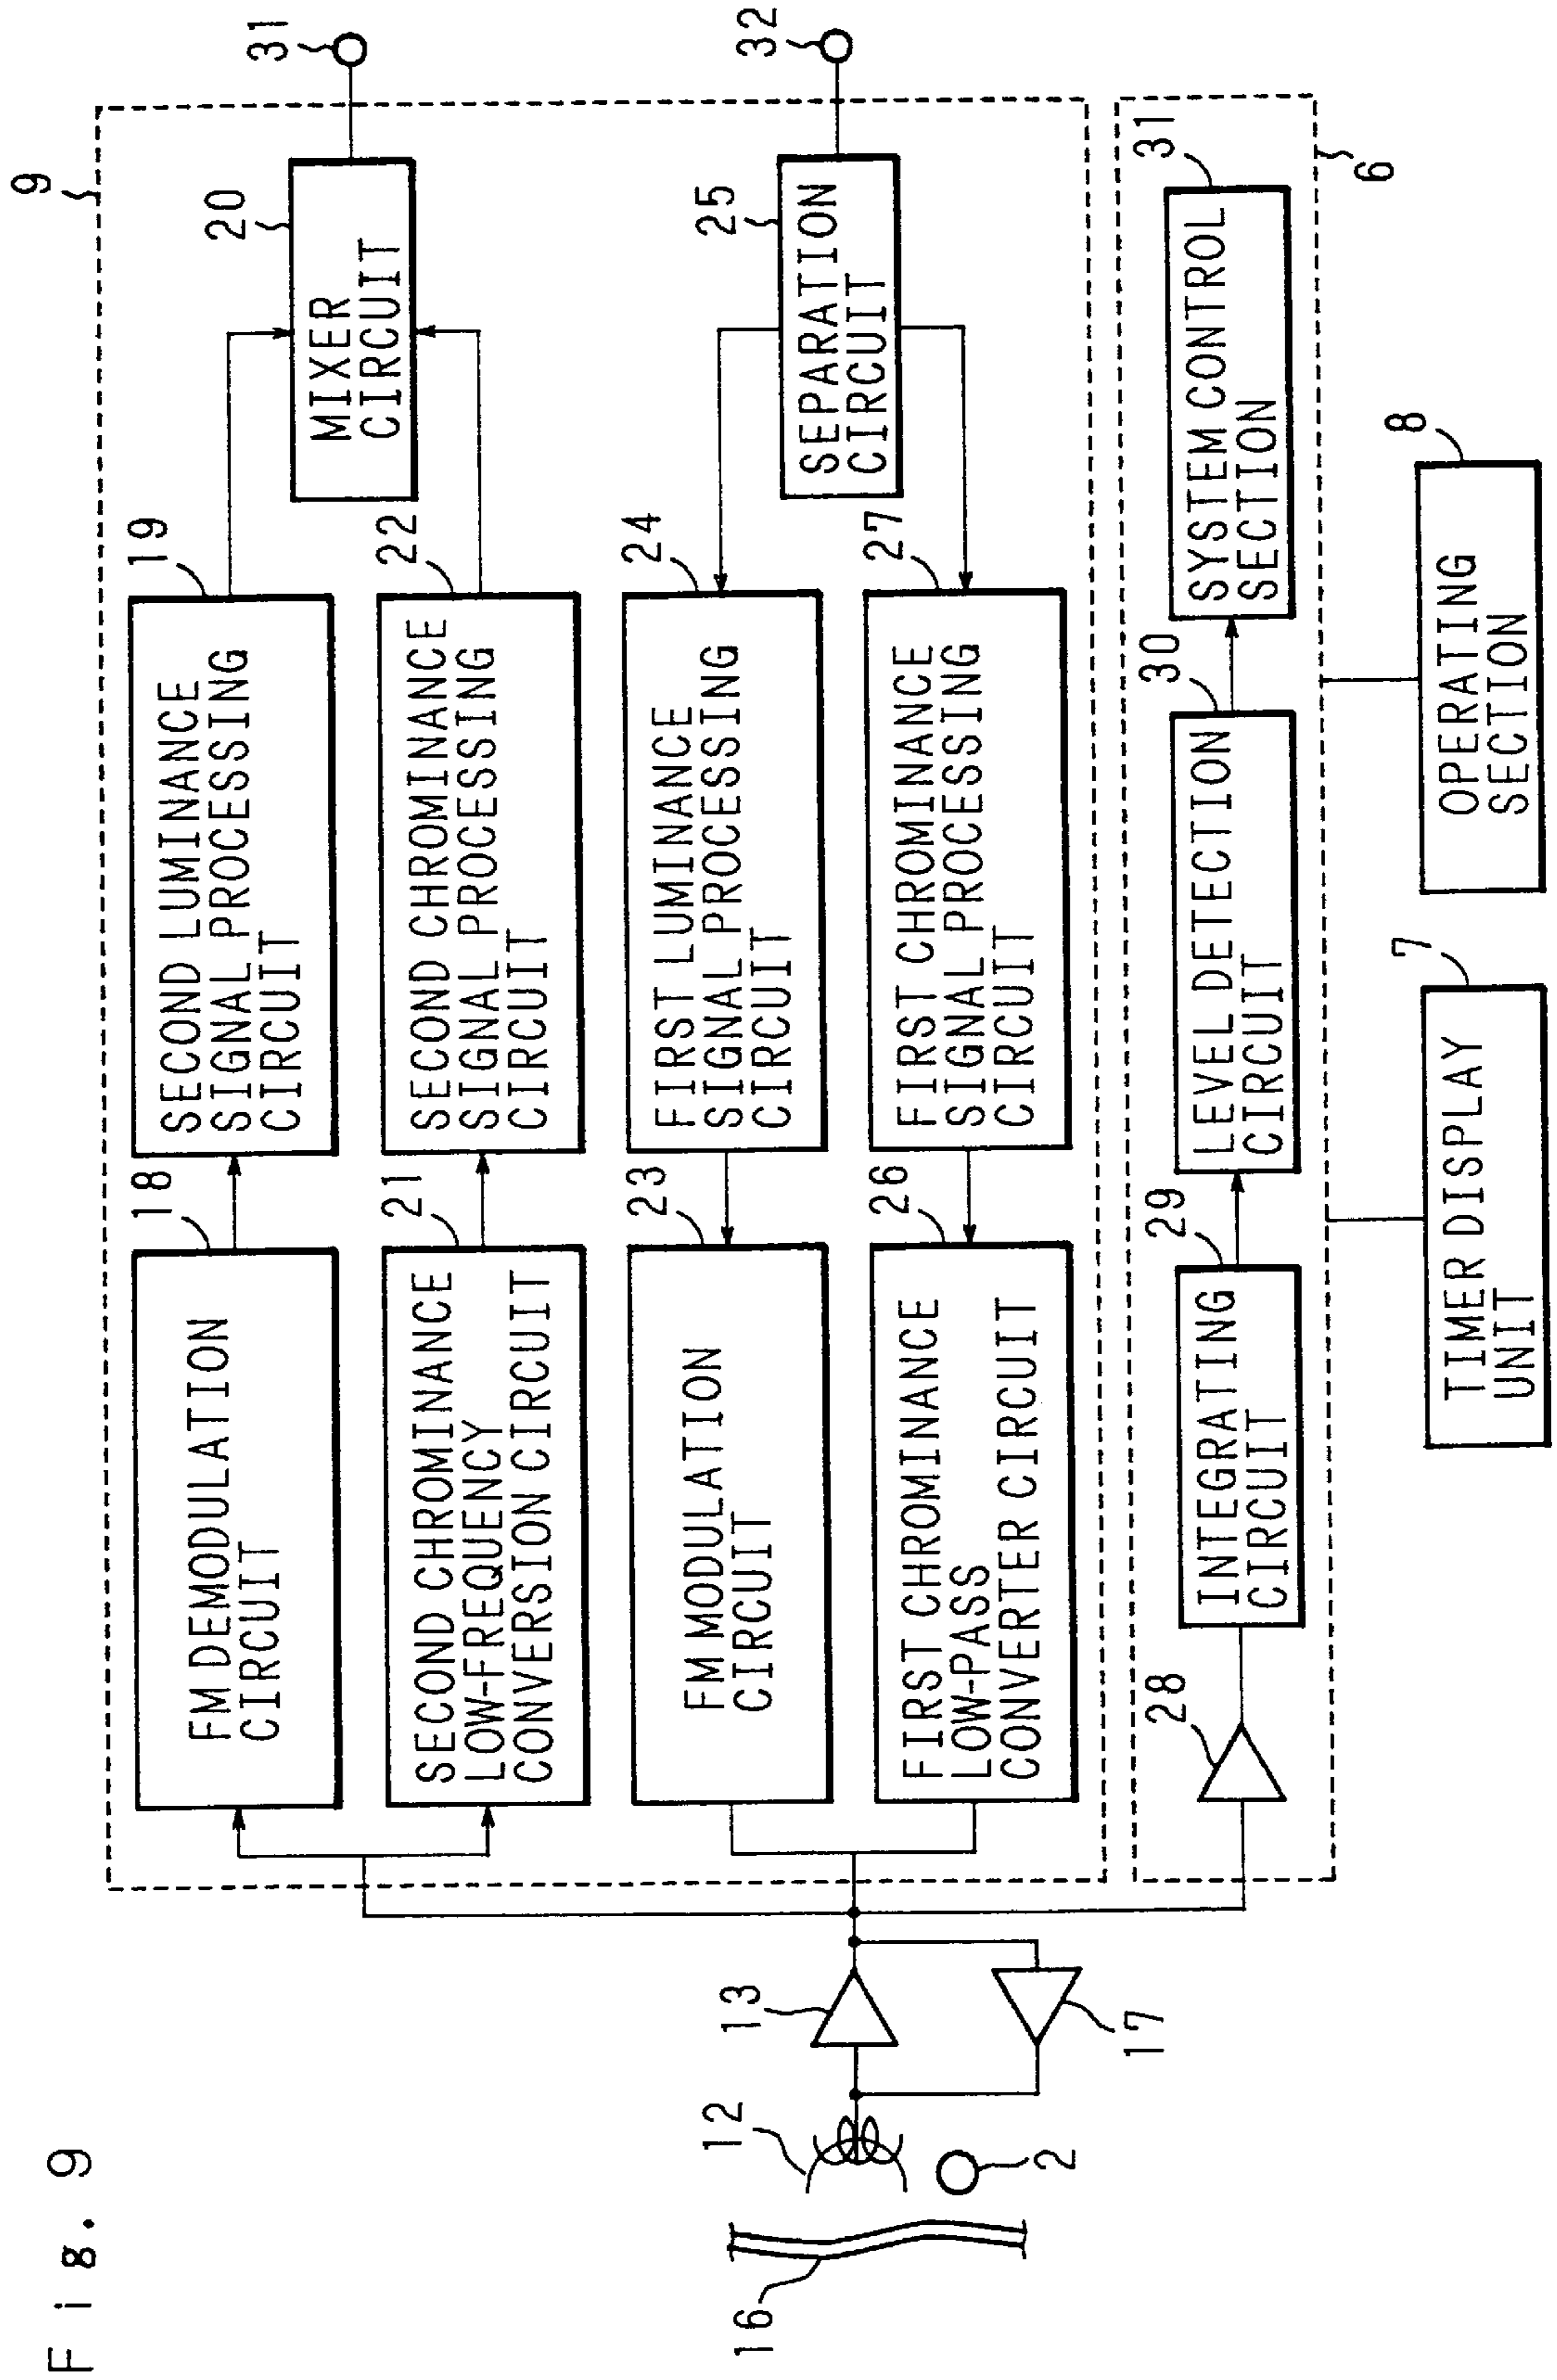 Fig. 9
9
31
32
20
MIXER
CIRCUIT
25
SEPARATION
CIRCUIT
19
SECOND LUMINANCE
SIGNAL PROCESSING
CIRCUIT
22
SECOND CHROMINANCE
SIGNAL PROCESSING
CIRCUIT
24
FIRST LUMINANCE
SIGNAL PROCESSING
CIRCUIT
27
FIRST CHROMINANCE
SIGNAL PROCESSING
CIRCUIT
18
FM DEMODULATION
CIRCUIT
21
SECOND CHROMINANCE
LOW-FREQUENCY
CONVERSION CIRCUIT
23
FM MODULATION
CIRCUIT
26
FIRST CHROMINANCE
LOW-PASS
CONVERTER CIRCUIT
31
SYSTEM CONTROL
SECTION
6
30
LEVEL DETECTION
CIRCUIT
29
INTEGRATING
CIRCUIT
28
8
OPERATING
SECTION
7
TIMER DISPLAY
UNIT
13
17
12
2
16